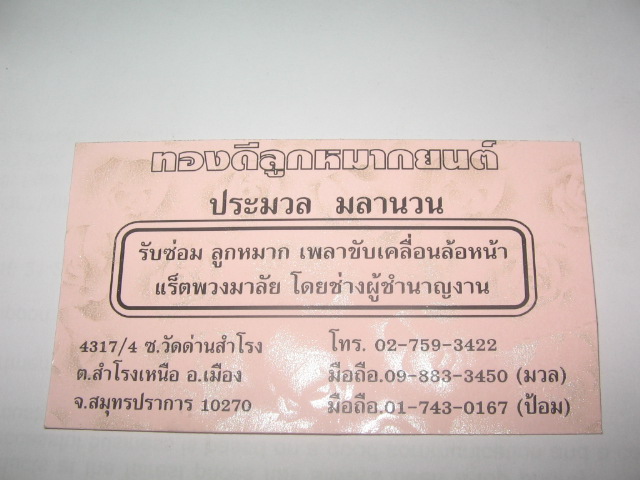 ทองดีลูกหมากยนต์
ประมวล มลานวน
รับซ่อม ลูกหมาก เพลาขับเคลื่อนล้อหน้า
แร็ตพวงมาลัย โดยช่างผู้ชำนาญงาน
4317/4 ซ.วัดด่านสำโรง
ต.สำโรงเหนือ อ.เมือง
จ.สมุทรปราการ 10270
โทร. 02-759-3422
มือถือ.09-883-3450 (มวล)
มือถือ.01-743-0167 (ป้อม)